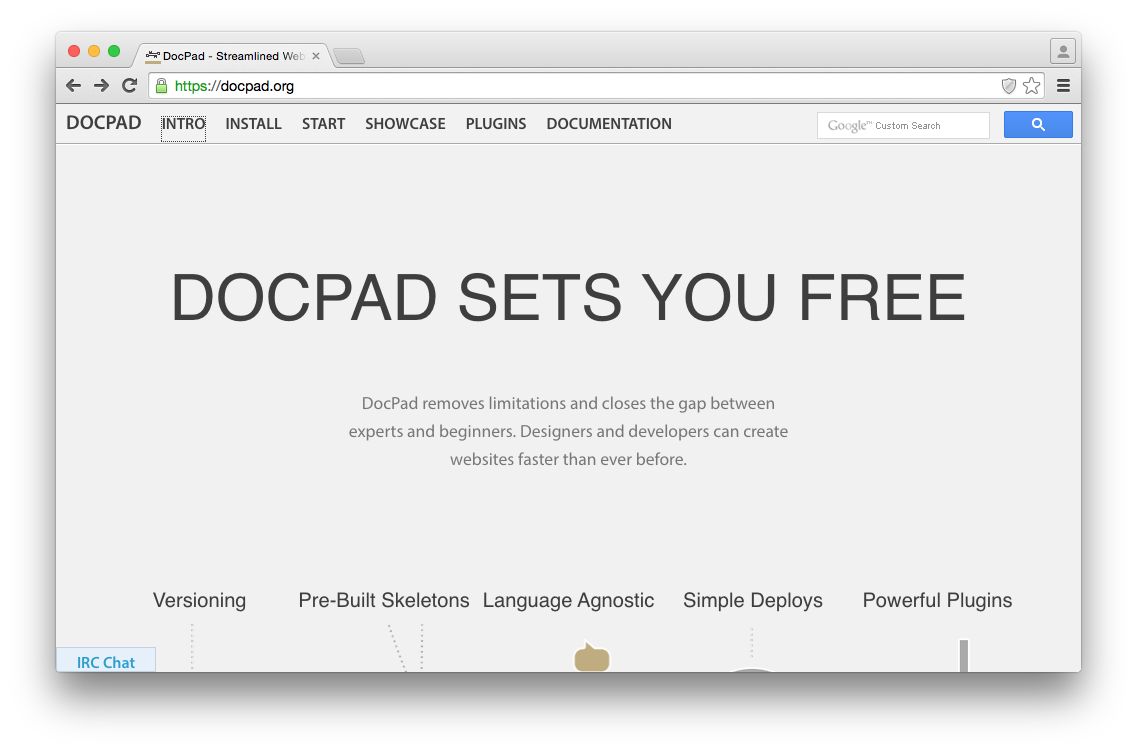 DocPad - Streamlined Web
https://docpad.org
DOCPAD INTRO INSTALL START SHOWCASE PLUGINS DOCUMENTATION Google™ Custom Search
DOCPAD SETS YOU FREE
DocPad removes limitations and closes the gap between
experts and beginners. Designers and developers can create
websites faster than ever before.
Versioning Pre-Built Skeletons Language Agnostic Simple Deploys Powerful Plugins
IRC Chat